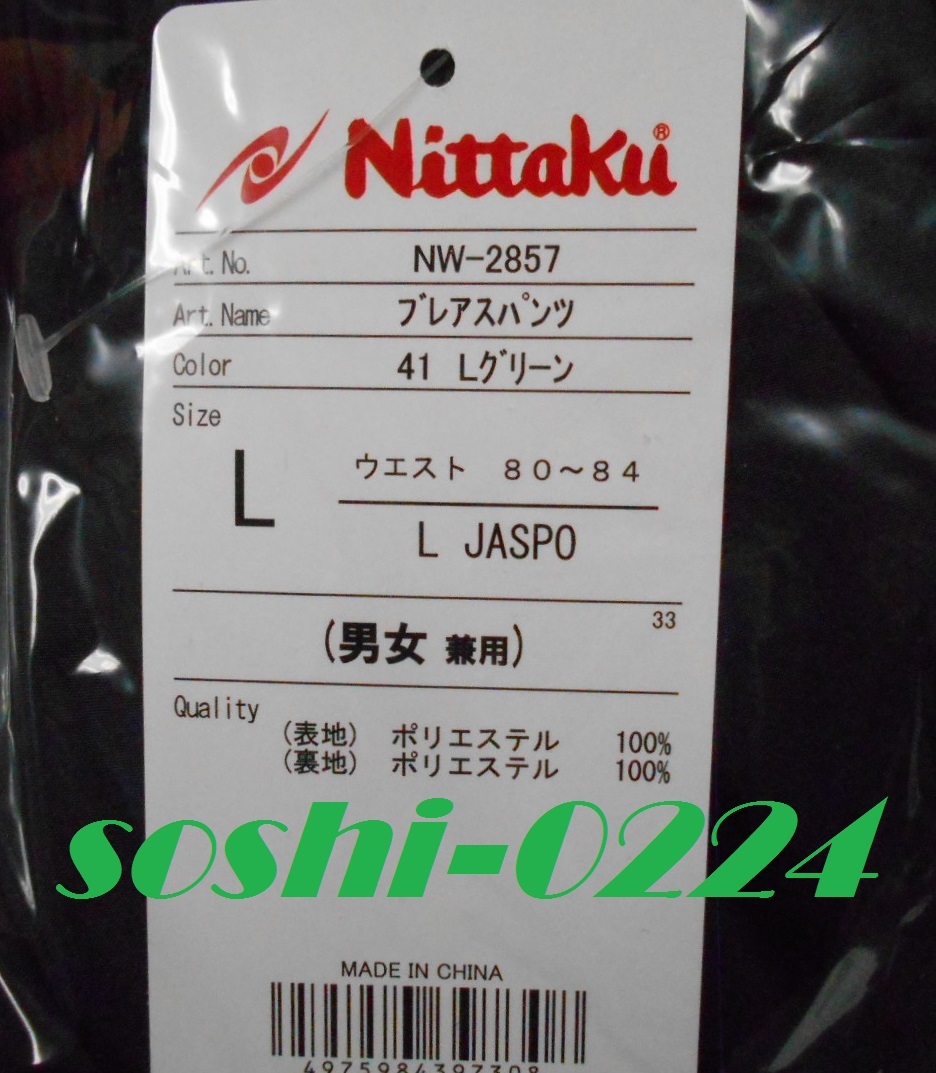 Nittaku®
Art. No. NW-2857
Art. Name ブレアスパンツ
Color 41 Lグリーン
Size
L
ウエスト 80～84
L JASPO
33
(男女 兼用)
Quality
(表地) ポリエステル 100%
(裏地) ポリエステル 100%
soshi-0224
MADE IN CHINA
4975984397308